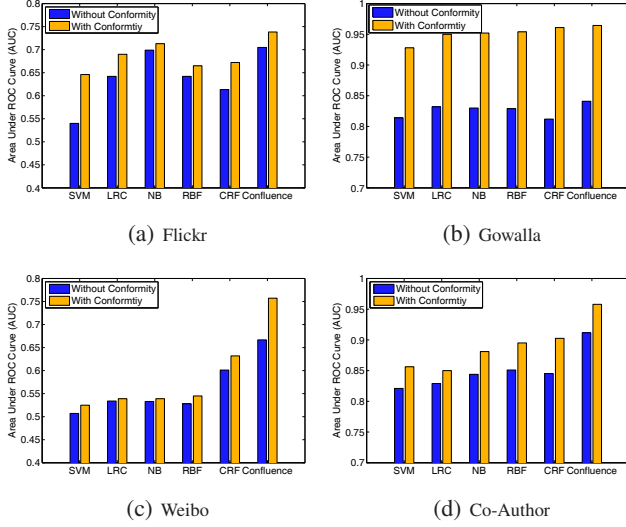 0.8
0.75
0.7
0.65
0.6
0.55
0.5
0.45
0.4
Area Under ROC Curve (AUC)
Without Conformity
With Conformtiy
SVM LRC NB RBF CRF Confluence
(a) Flickr
1
0.95
0.9
0.85
0.8
0.75
0.7
Area Under ROC Curve (AUC)
Without Conformity
With Conformtiy
SVM LRC NB RBF CRF Confluence
(b) Gowalla
0.8
0.75
0.7
0.65
0.6
0.55
0.5
0.45
0.4
Area Under ROC Curve (AUC)
Without Conformity
With Conformtiy
SVM LRC NB RBF CRF Confluence
(c) Weibo
1
0.95
0.9
0.85
0.8
0.75
0.7
Area Under ROC Curve (AUC)
Without Conformity
With Conformtiy
SVM LRC NB RBF CRF Confluence
(d) Co-Author